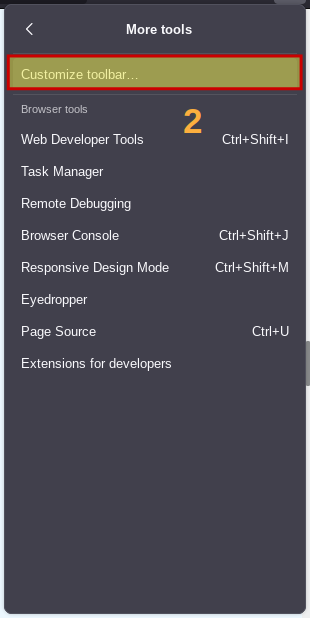 More tools
Customize toolbar...
Browser tools
2
Web Developer Tools Ctrl+Shift+I
Task Manager
Remote Debugging
Browser Console Ctrl+Shift+J
Responsive Design Mode Ctrl+Shift+M
Eyedropper
Page Source Ctrl+U
Extensions for developers